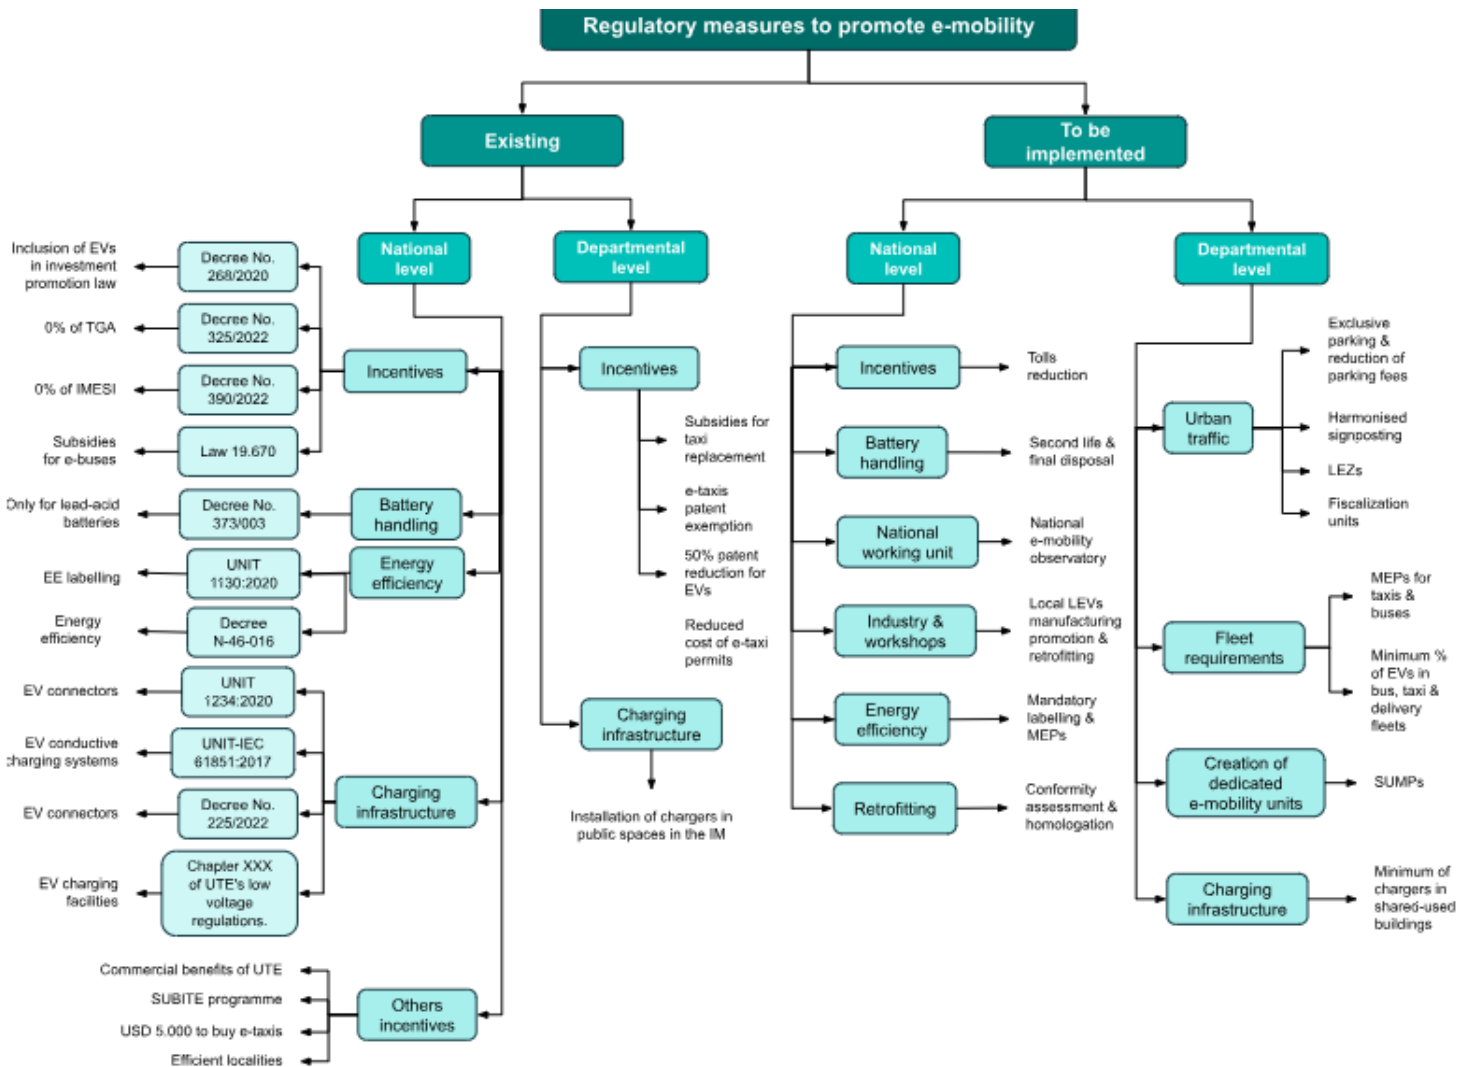 Regulatory measures to promote e-mobility
Existing
To be
implemented
National
level
Departmental
level
National
level
Departmental
level
Inclusion of EVs
in investment
promotion law
Decree No.
268/2020
0% of TGA
Decree No.
325/2022
0% of IMESI
Decree No.
390/2022
Subsidies
for e-buses
Law 19.670
Incentives
Only for lead-acid
batteries
Decree No.
373/003
Battery
handling
EE labelling
UNIT
1130:2020
Energy
efficiency
Decree
N-46-016
Energy
efficiency
EV connectors
UNIT
1234:2020
EV conductive
charging systems
UNIT-IEC
61851:2017
EV connectors
Decree No.
225/2022
EV charging
facilities
Chapter XXX
of UTE's low
voltage
regulations.
Charging
infrastructure
Commercial benefits of UTE
SUBITE programme
USD 5.000 to buy e-taxis
Efficient localities
Others
incentives
Incentives
Subsidies for
taxi
replacement
e-taxis
patent
exemption
50% patent
reduction for
EVs
Reduced
cost of e-taxi
permits
Charging
infrastructure
Installation of chargers in
public spaces in the IM
Incentives
Tolls
reduction
Battery
handling
Second life &
final disposal
National
working unit
National
e-mobility
observatory
Industry &
workshops
Local LEVs
manufacturing
promotion &
retrofitting
Energy
efficiency
Mandatory
labelling &
MEPs
Retrofitting
Conformity
assessment &
homologation
Urban
traffic
Exclusive
parking &
reduction of
parking fees
Harmonised
signposting
LEZs
Fiscalization
units
Fleet
requirements
MEPs for
taxis &
buses
Minimum %
of EVs in
bus, taxi &
delivery
fleets
Creation of
dedicated
e-mobility units
SUMPs
Charging
infrastructure
Minimum of
chargers in
shared-used
buildings